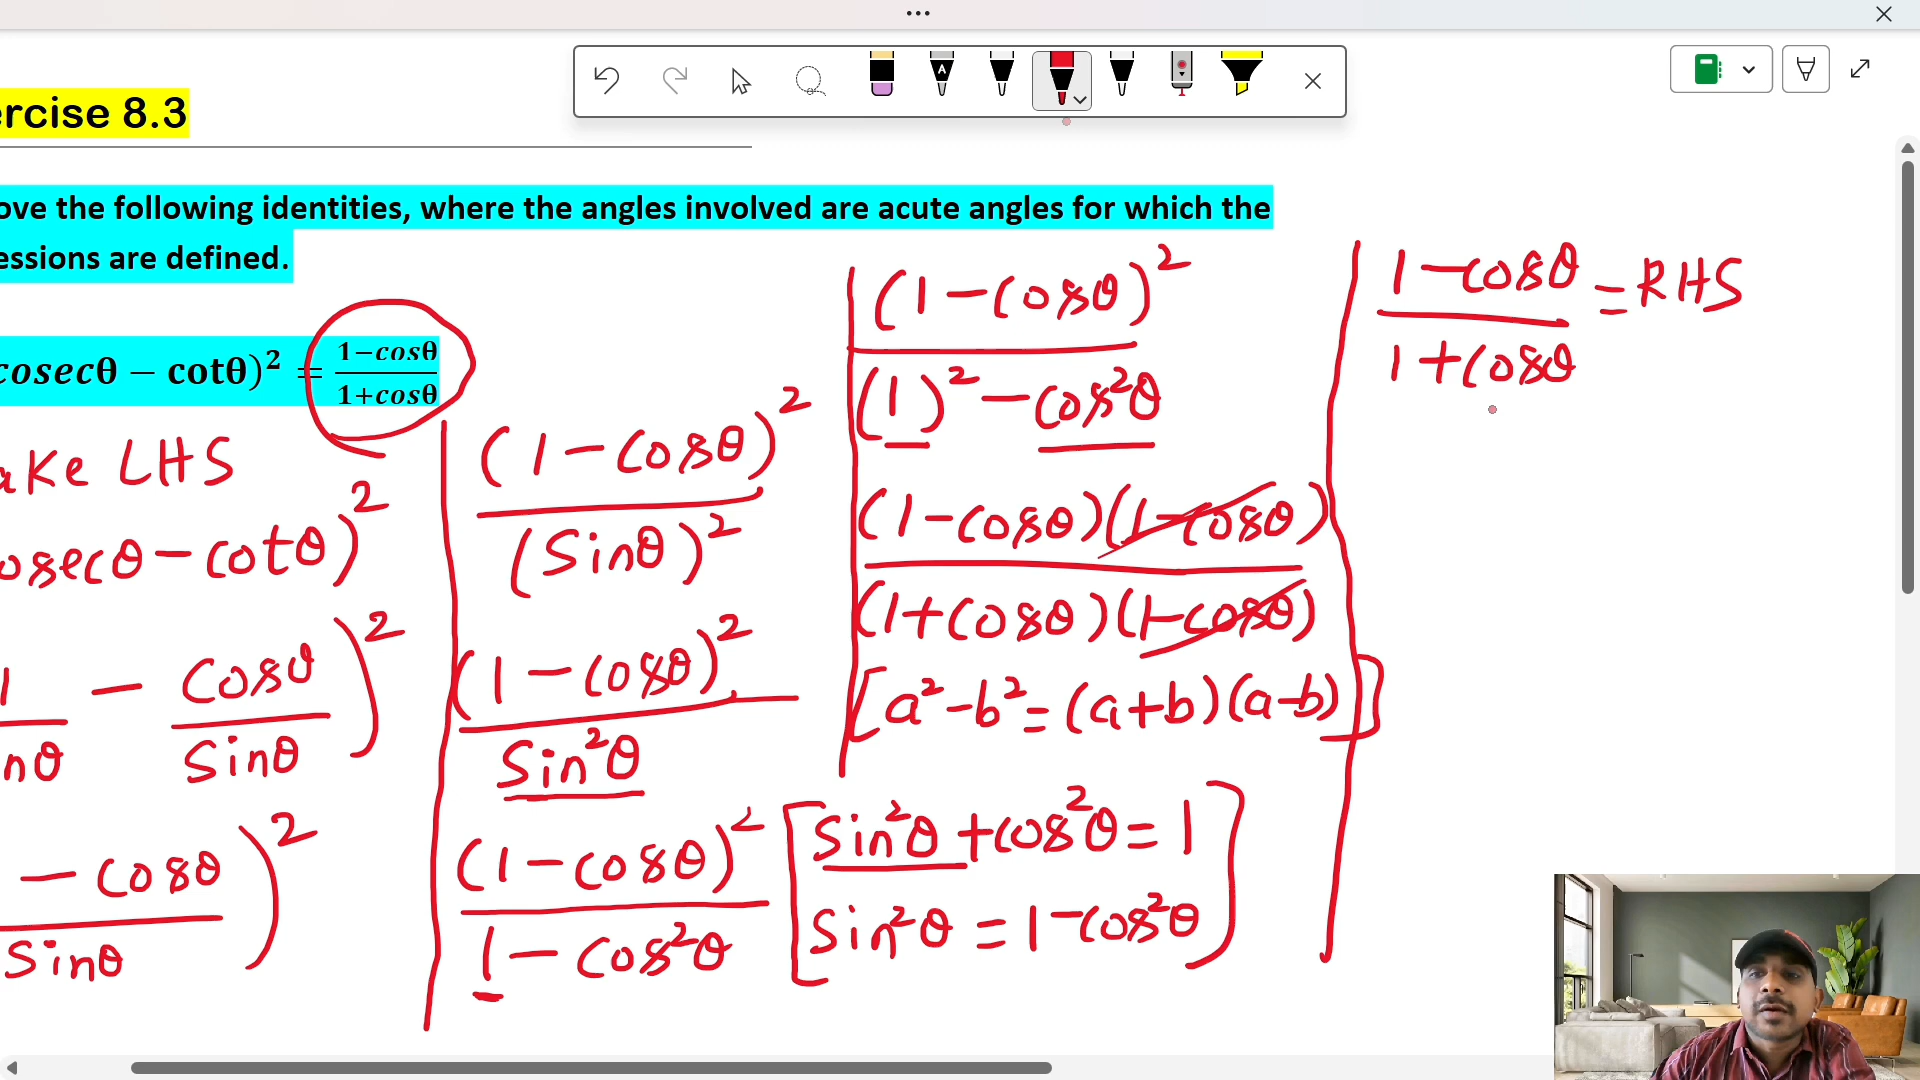 ercise 8.3
ove the following identities, where the angles involved are acute angles for which the
essions are defined.
cosecθ − cotθ)² = (1−cosθ)/(1+cosθ)
ake LHS
osecθ − cotθ)²
1/inθ − cosθ/sinθ)²
− cosθ/sinθ)²
(1 − cosθ)²/(sinθ)²
(1 − cosθ)²/sin²θ
(1 − cosθ)²/1 − cos²θ
[sin²θ + cos²θ = 1
sin²θ = 1 − cos²θ]
(1 − cosθ)²/(1)² − cos²θ
(1 − cosθ)(1 − cosθ)/(1 + cosθ)(1 − cosθ)
[a² − b² = (a+b)(a−b)]
1 − cosθ/1 + cosθ = RHS